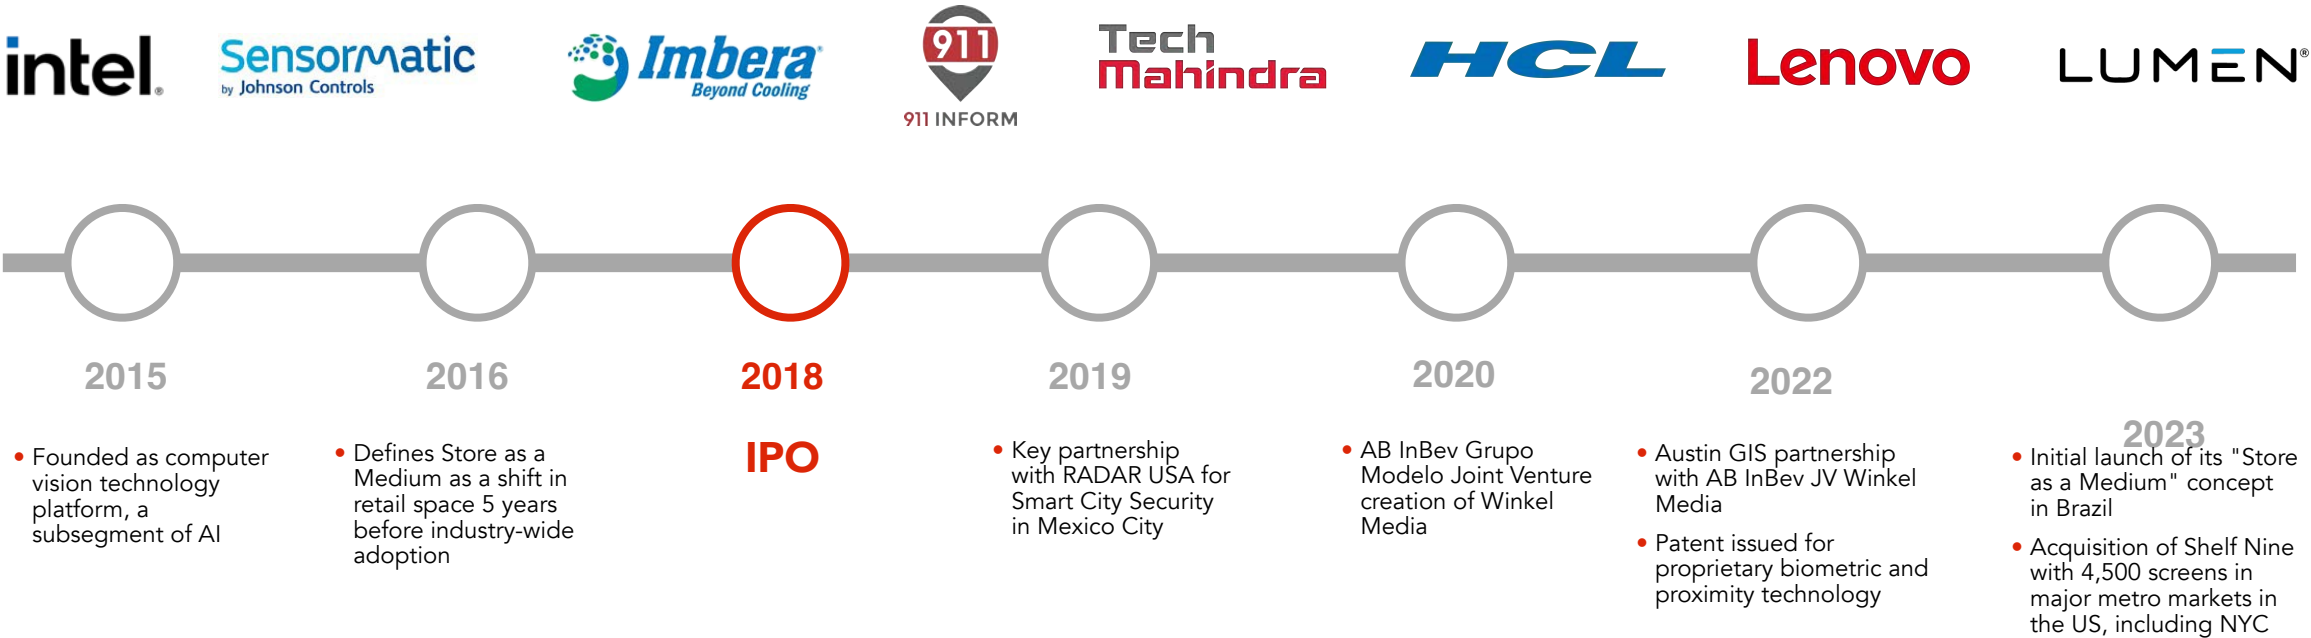 intel®
Sensormatic
by Johnson Controls
Imbera®
Beyond Cooling
911
911 INFORM
Tech
Mahindra
HCL
Lenovo
LUMEN®
2015
• Founded as computer
vision technology
platform, a
subsegment of AI
2016
• Defines Store as a
Medium as a shift in
retail space 5 years
before industry-wide
adoption
2018
IPO
2019
• Key partnership
with RADAR USA for
Smart City Security
in Mexico City
2020
• AB InBev Grupo
Modelo Joint Venture
creation of Winkel
Media
2022
• Austin GIS partnership
with AB InBev JV Winkel
Media
• Patent issued for
proprietary biometric and
proximity technology
2023
• Initial launch of its "Store
as a Medium" concept
in Brazil
• Acquisition of Shelf Nine
with 4,500 screens in
major metro markets in
the US, including NYC